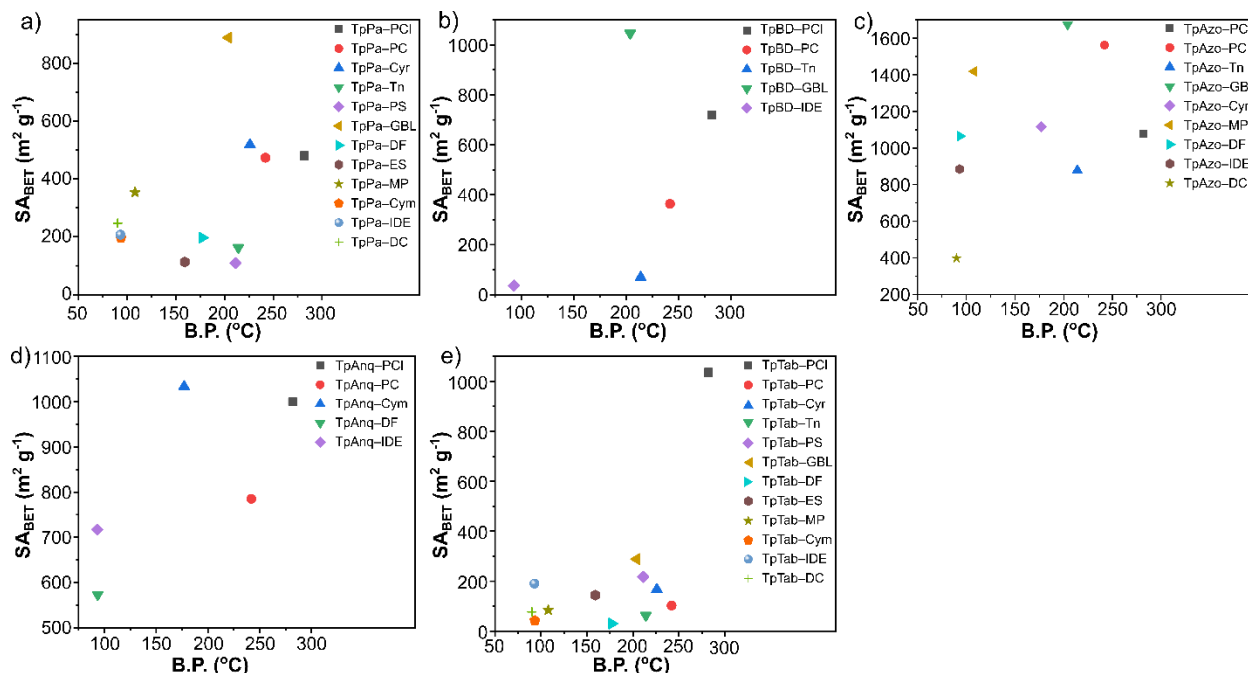 a)
SA_BET (m² g⁻¹)
800
600
400
200
0
50 100 150 200 250 300
B.P. (°C)
TpPa–PCl
TpPa–PC
TpPa–Cyr
TpPa–Tn
TpPa–PS
TpPa–GBL
TpPa–DF
TpPa–ES
TpPa–MP
TpPa–Cym
TpPa–IDE
TpPa–DC
b)
SA_BET (m² g⁻¹)
1000
800
600
400
200
0
100 150 200 250 300
B.P. (°C)
TpBD–PCl
TpBD–PC
TpBD–Tn
TpBD–GBL
TpBD–IDE
c)
SA_BET (m² g⁻¹)
1600
1400
1200
1000
800
600
400
200
50 100 150 200 250 300
B.P. (°C)
TpAzo–PC
TpAzo–PC
TpAzo–Tn
TpAzo–GB
TpAzo–Cyr
TpAzo–MP
TpAzo–DF
TpAzo–IDE
TpAzo–DC
d)
SA_BET (m² g⁻¹)
1100
1000
900
800
700
600
500
100 150 200 250 300
B.P. (°C)
TpAnq–PCl
TpAnq–PC
TpAnq–Cym
TpAnq–DF
TpAnq–IDE
e)
SA_BET (m² g⁻¹)
1000
800
600
400
200
0
50 100 150 200 250 300
B.P. (°C)
TpTab–PCl
TpTab–PC
TpTab–Cyr
TpTab–Tn
TpTab–PS
TpTab–GBL
TpTab–DF
TpTab–ES
TpTab–MP
TpTab–Cym
TpTab–IDE
TpTab–DC